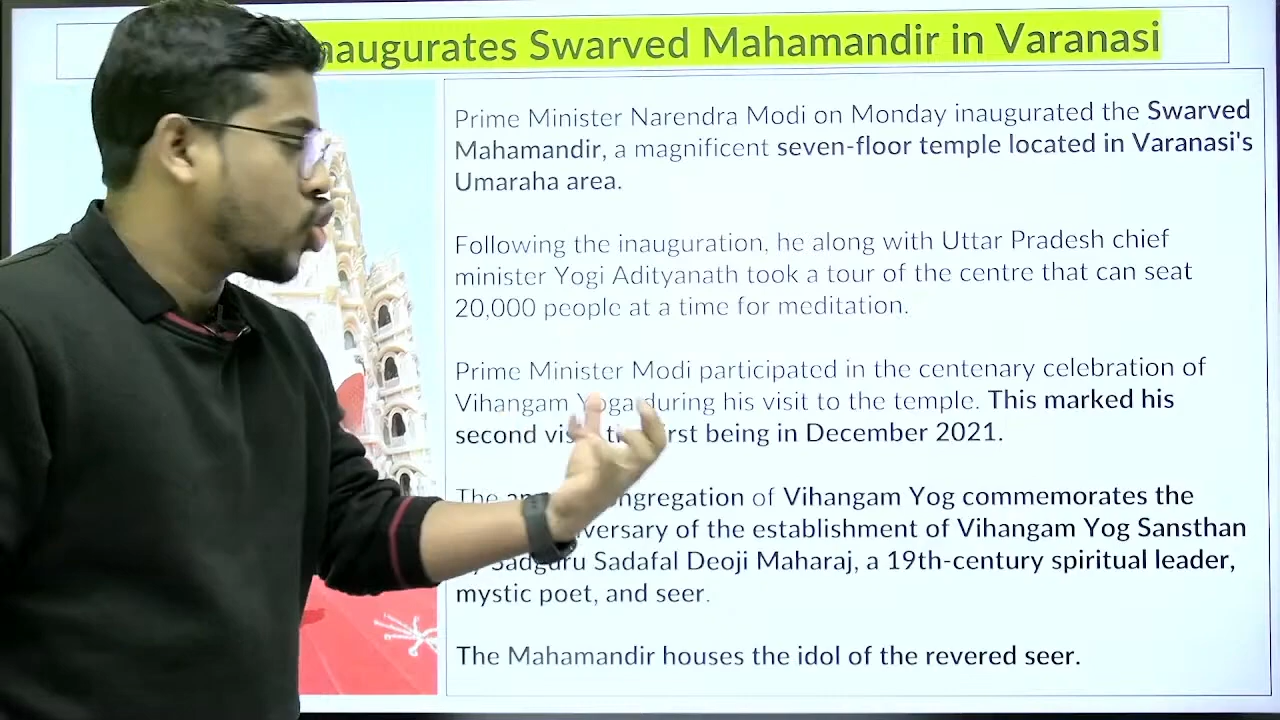 naugurates Swarved Mahamandir in Varanasi
Prime Minister Narendra Modi on Monday inaugurated the Swarved
Mahamandir, a magnificent seven-floor temple located in Varanasi's
Umaraha area.
Following the inauguration, he along with Uttar Pradesh chief
minister Yogi Adityanath took a tour of the centre that can seat
20,000 people at a time for meditation.
Prime Minister Modi participated in the centenary celebration of
Vihangam Yoga during his visit to the temple. This marked his
second being in December 2021.
The of Vihangam Yog commemorates the
of the establishment of Vihangam Yog Sansthan
Sadguru Sadafal Deoji Maharaj, a 19th-century spiritual leader,
mystic poet, and seer.
The Mahamandir houses the idol of the revered seer.